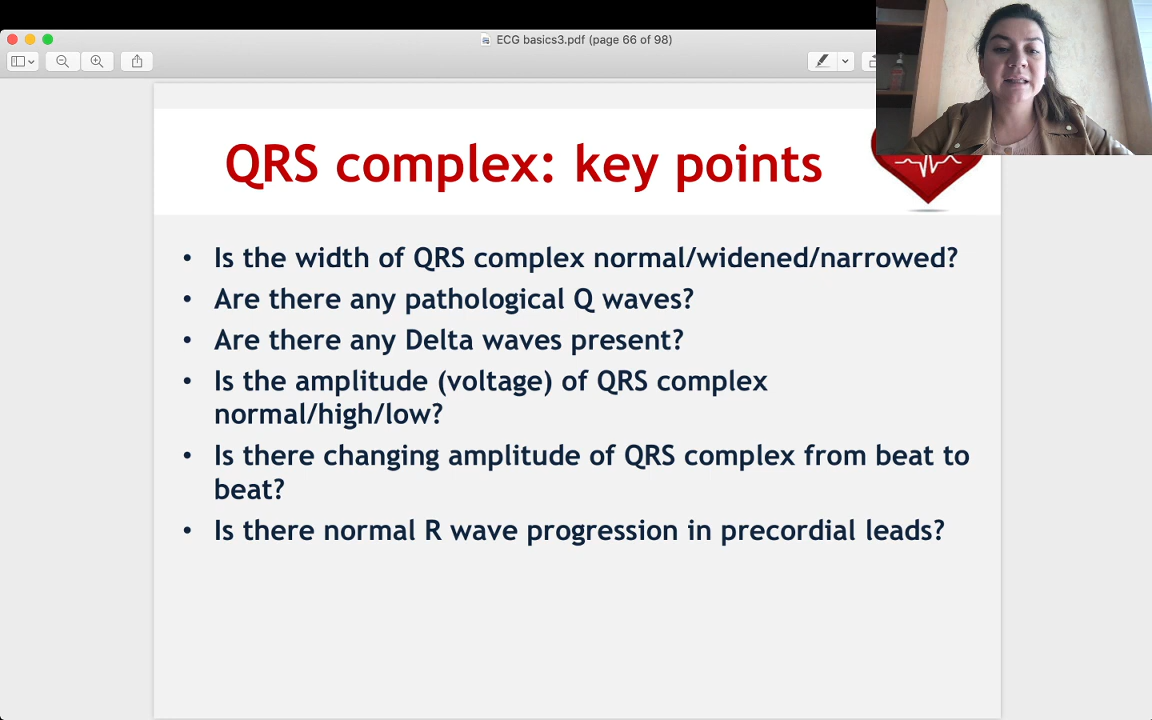 ECG basics3.pdf (page 66 of 98)
QRS complex: key points
• Is the width of QRS complex normal/widened/narrowed?
• Are there any pathological Q waves?
• Are there any Delta waves present?
• Is the amplitude (voltage) of QRS complex
normal/high/low?
• Is there changing amplitude of QRS complex from beat to
beat?
• Is there normal R wave progression in precordial leads?